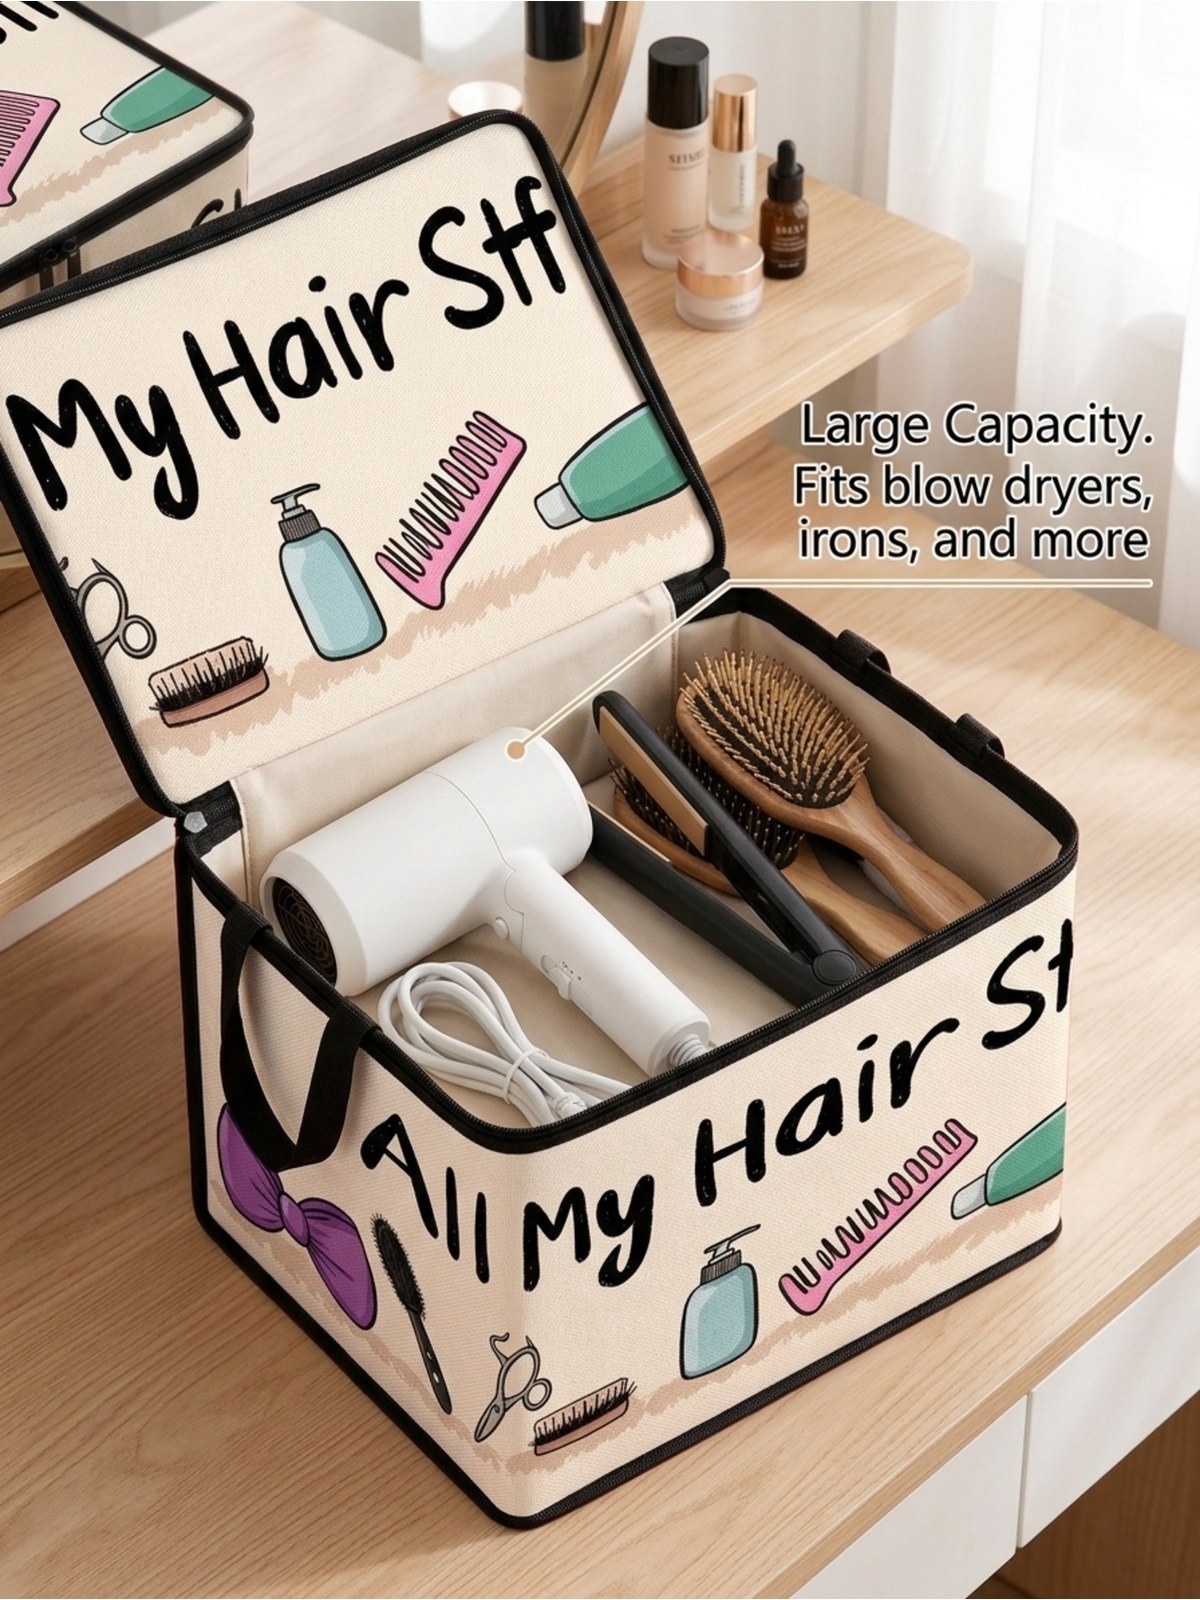 My Hair Stf
Large Capacity.
Fits blow dryers,
irons, and more
All My Hair St